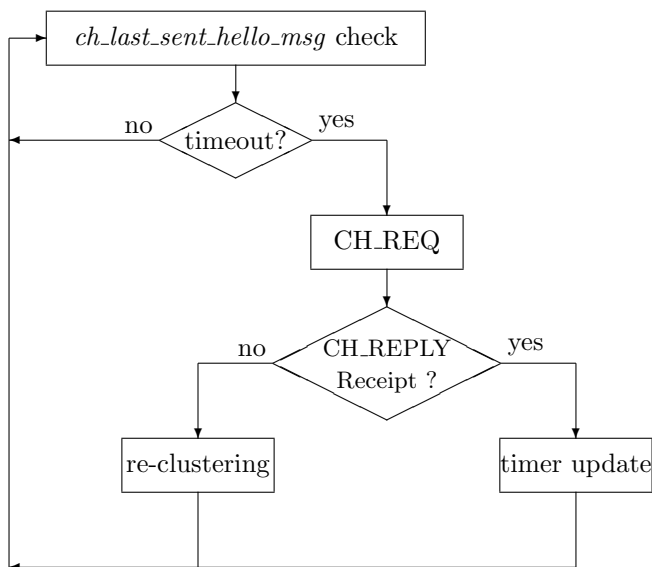 ch_last_sent_hello_msg check
no
timeout?
yes
CH_REQ
no
CH_REPLY
Receipt ?
yes
re-clustering
timer update